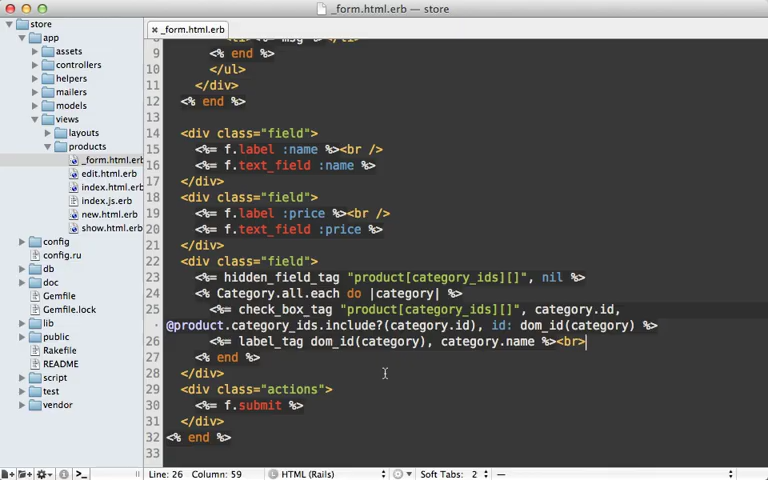 _form.html.erb — store
store
app
assets
controllers
helpers
mailers
models
views
layouts
products
_form.html.erb
edit.html.erb
index.html.erb
index.js.erb
new.html.erb
show.html.erb
config
config.ru
db
doc
Gemfile
Gemfile.lock
lib
public
Rakefile
README
script
test
vendor
_form.html.erb
9 <% end %>
10 </ul>
11 </div>
12 <% end %>
13
14 <div class="field">
15 <%= f.label :name %><br />
16 <%= f.text_field :name %>
17 </div>
18 <div class="field">
19 <%= f.label :price %><br />
20 <%= f.text_field :price %>
21 </div>
22 <div class="field">
23 <%= hidden_field_tag "product[category_ids][]", nil %>
24 <% Category.all.each do |category| %>
25 <%= check_box_tag "product[category_ids][]", category.id,
@product.category_ids.include?(category.id), id: dom_id(category) %>
26 <%= label_tag dom_id(category), category.name %><br>
27 <% end %>
28 </div>
29 <div class="actions">
30 <%= f.submit %>
31 </div>
32 <% end %>
33
Line: 26 Column: 59 HTML (Rails) Soft Tabs: 2 —